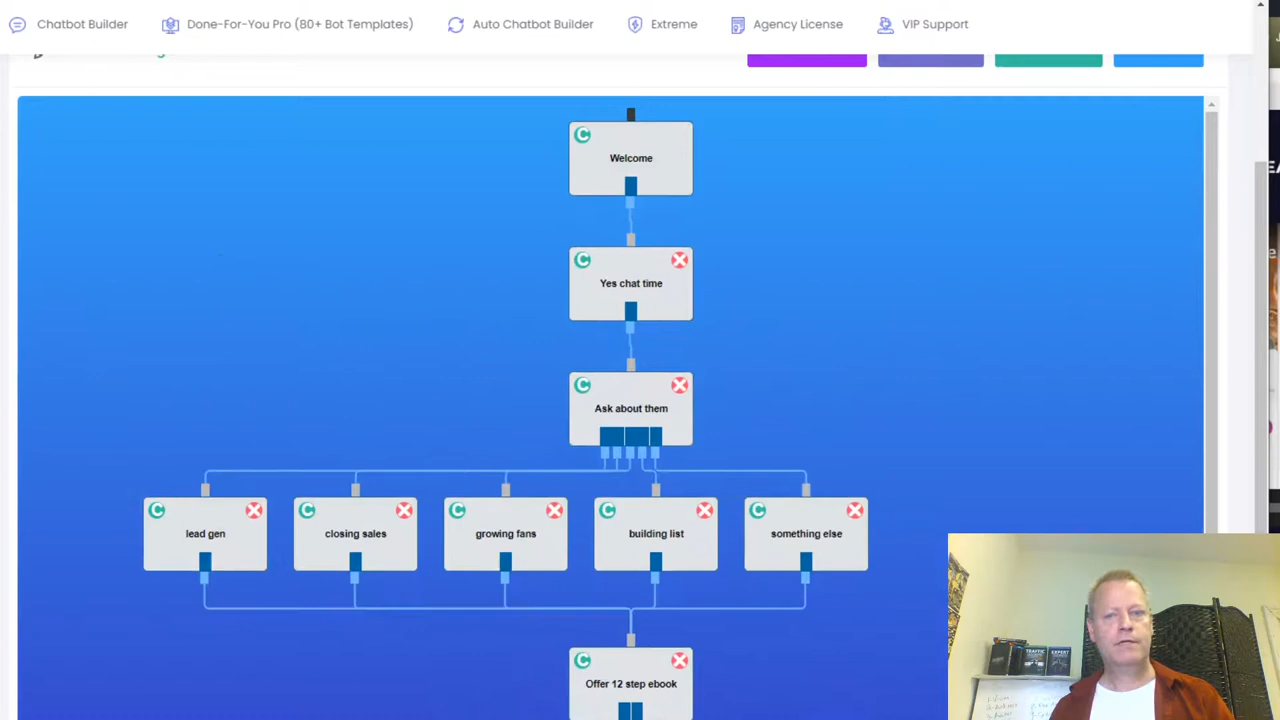 Chatbot Builder
Done-For-You Pro (80+ Bot Templates)
Auto Chatbot Builder
Extreme
Agency License
VIP Support
C
Welcome
C
Yes chat time
C
Ask about them
C
lead gen
C
closing sales
C
growing fans
C
building list
C
something else
C
Offer 12 step ebook
TRAFFIC
EXPERT